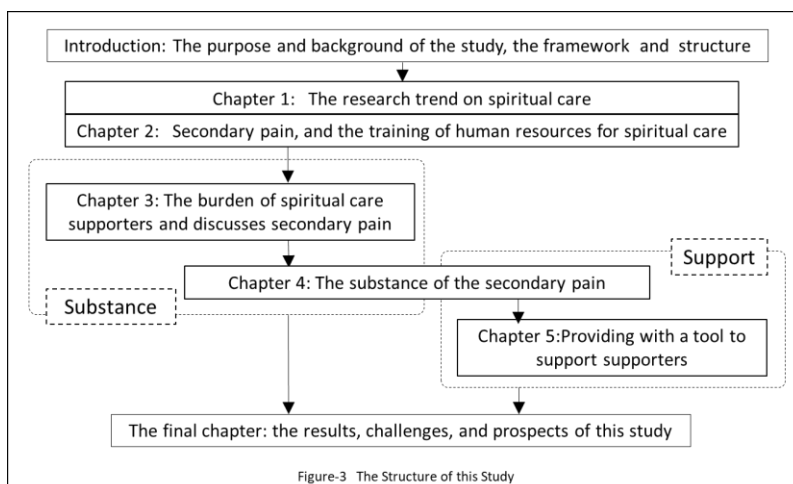 Introduction: The purpose and background of the study, the framework and structure
Chapter 1: The research trend on spiritual care
Chapter 2: Secondary pain, and the training of human resources for spiritual care
Chapter 3: The burden of spiritual care
supporters and discusses secondary pain
Support
Chapter 4: The substance of the secondary pain
Substance
Chapter 5:Providing with a tool to
support supporters
The final chapter: the results, challenges, and prospects of this study
Figure-3 The Structure of this Study